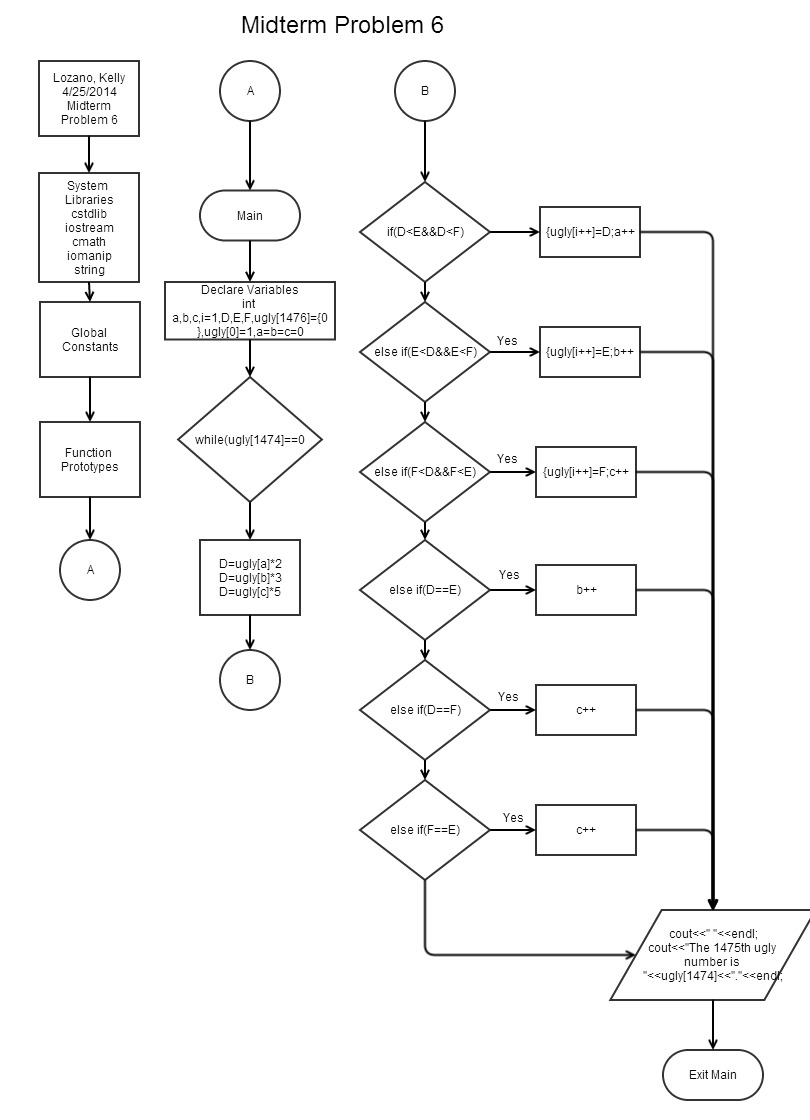 Midterm Problem 6
Lozano, Kelly
4/25/2014
Midterm
Problem 6
System
Libraries
cstdlib
iostream
cmath
iomanip
string
Global
Constants
Function
Prototypes
A
A
Main
Declare Variables
int
a,b,c,i=1,D,E,F,ugly[1476]={0
},ugly[0]=1,a=b=c=0
while(ugly[1474]==0
D=ugly[a]*2
D=ugly[b]*3
D=ugly[c]*5
B
B
if(D<E&&D<F)
{ugly[i++]=D;a++
else if(E<D&&E<F)
Yes
{ugly[i++]=E;b++
else if(F<D&&F<E)
Yes
{ugly[i++]=F;c++
else if(D==E)
Yes
b++
else if(D==F)
Yes
c++
else if(F==E)
Yes
c++
cout<<" "<<endl;
cout<<"The 1475th ugly
number is
"<<ugly[1474]<<"."<<endl;
Exit Main